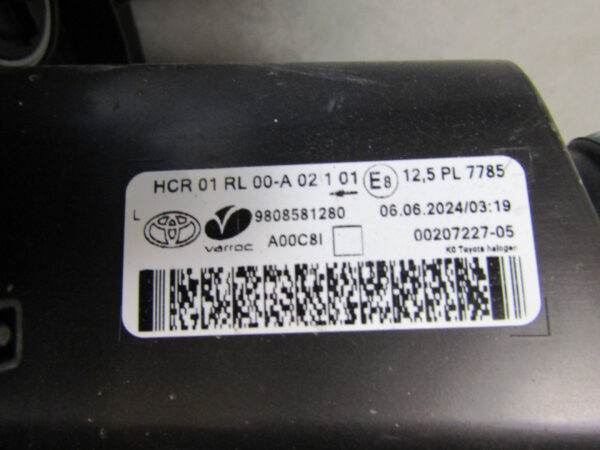 HCR 01 RL 00-A 02 1 01 E8 12,5 PL 7785
L
varroc 9808581280 06.06.2024/03:19
A00C8I 00207227-05
K0 Toyota halogen